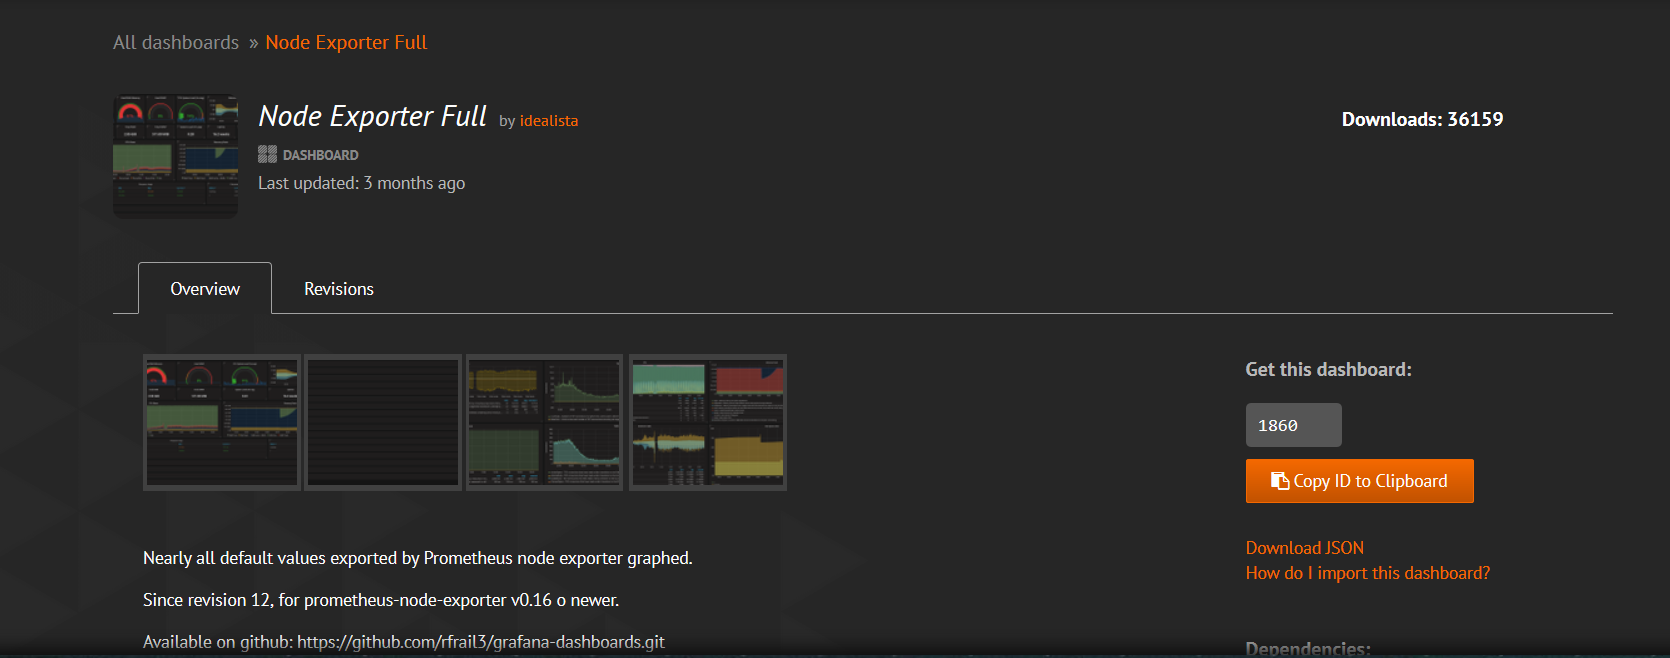 All dashboards » Node Exporter Full
Node Exporter Full by idealista
Downloads: 36159
DASHBOARD
Last updated: 3 months ago
Overview
Revisions
Get this dashboard:
1860
Copy ID to Clipboard
Download JSON
How do I import this dashboard?
Nearly all default values exported by Prometheus node exporter graphed.
Since revision 12, for prometheus-node-exporter v0.16 o newer.
Available on github: https://github.com/rfrail3/grafana-dashboards.git
Dependencies: